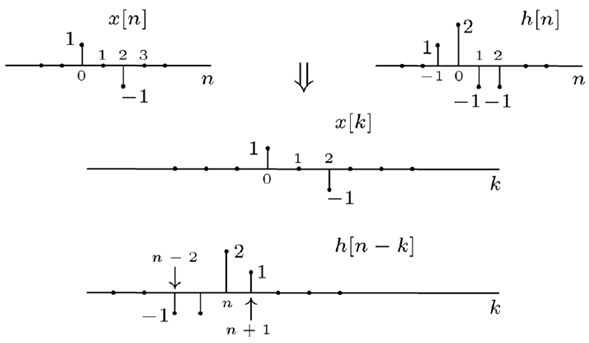 x[n] h[n]
1 1 2 3 1 2 1 2
0 n -1 0 n
-1 ⇓ -1 -1
x[k]
1 1 2
0 k
-1
h[n − k]
n − 2 2 1
-1 n k
n + 1